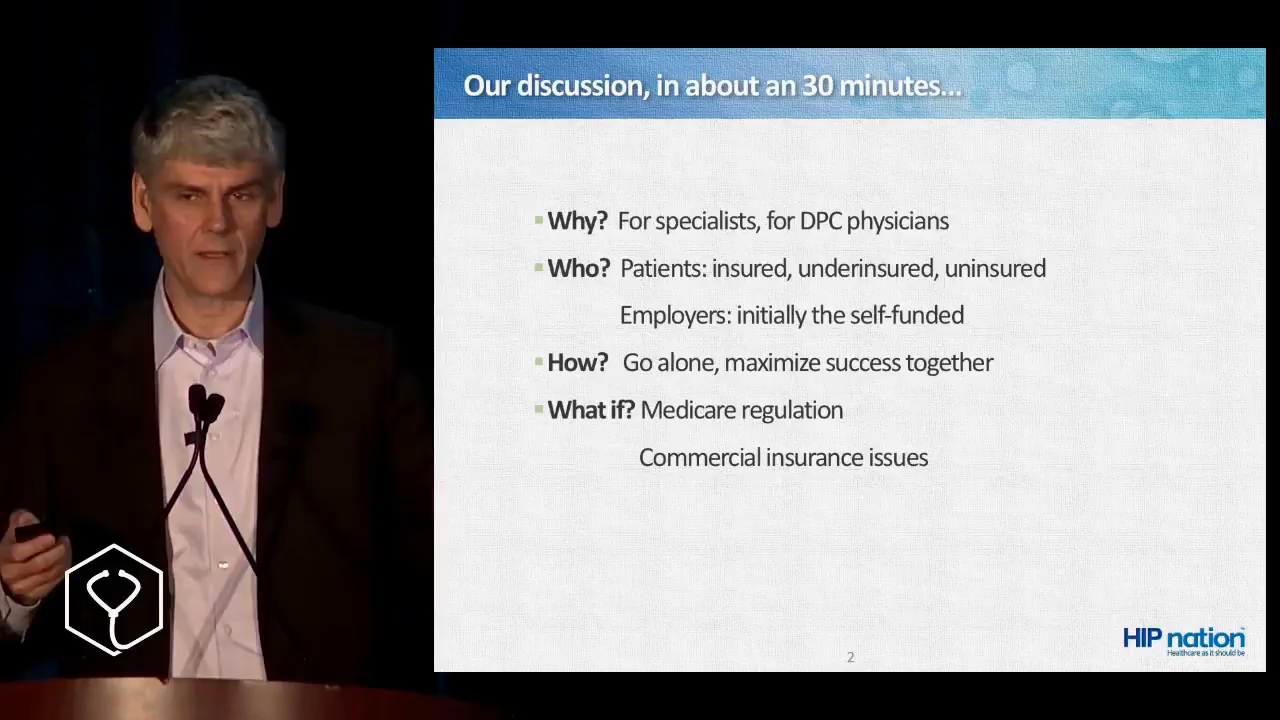 Our discussion, in about an 30 minutes...
Why? For specialists, for DPC physicians
Who? Patients: insured, underinsured, uninsured
Employers: initially the self-funded
How? Go alone, maximize success together
What if? Medicare regulation
Commercial insurance issues
HIP nation
Healthcare as it should be
2